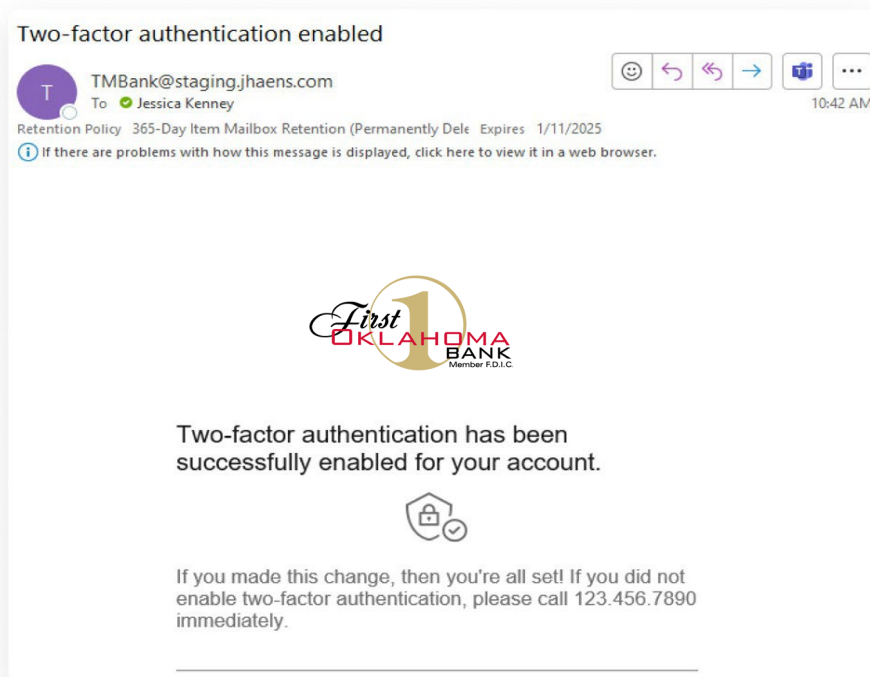 Two-factor authentication enabled
T
TMBank@staging.jhaens.com
To Jessica Kenney
10:42 AM
Retention Policy 365-Day Item Mailbox Retention (Permanently Dele Expires 1/11/2025
If there are problems with how this message is displayed, click here to view it in a web browser.
First 1
OKLAHOMA
BANK
Member F.D.I.C.
Two-factor authentication has been
successfully enabled for your account.
If you made this change, then you're all set! If you did not
enable two-factor authentication, please call 123.456.7890
immediately.